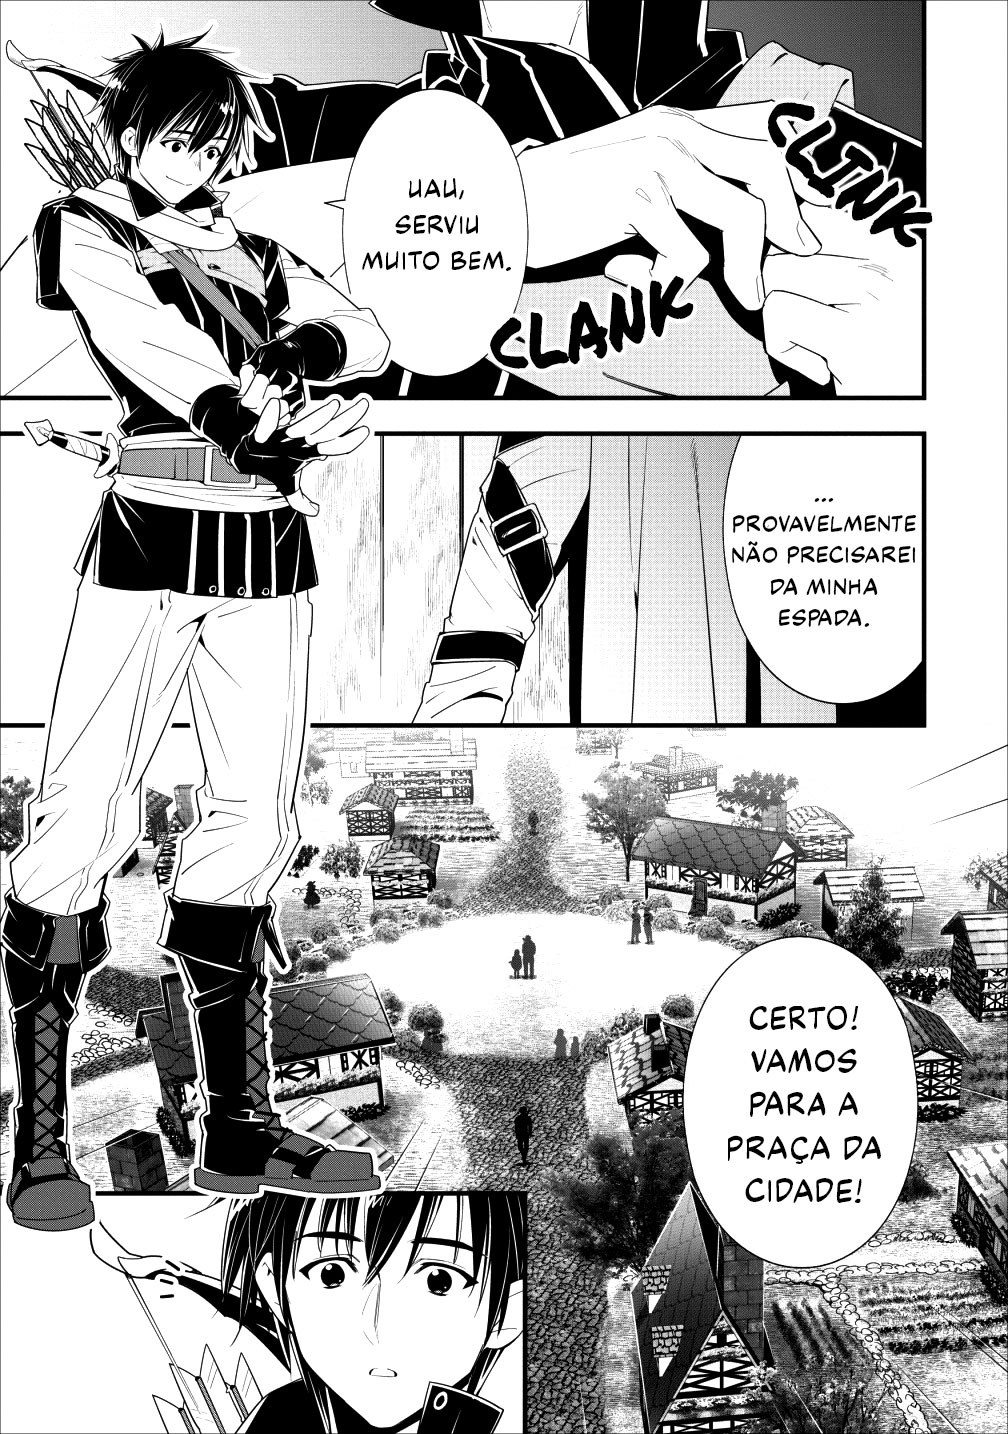 CLINK
CLANK
UAU,
SERVIU
MUITO BEM.
...
PROVAVELMENTE
NÃO PRECISAREI
DA MINHA
ESPADA.
CERTO!
VAMOS
PARA A
PRAÇA DA
CIDADE!